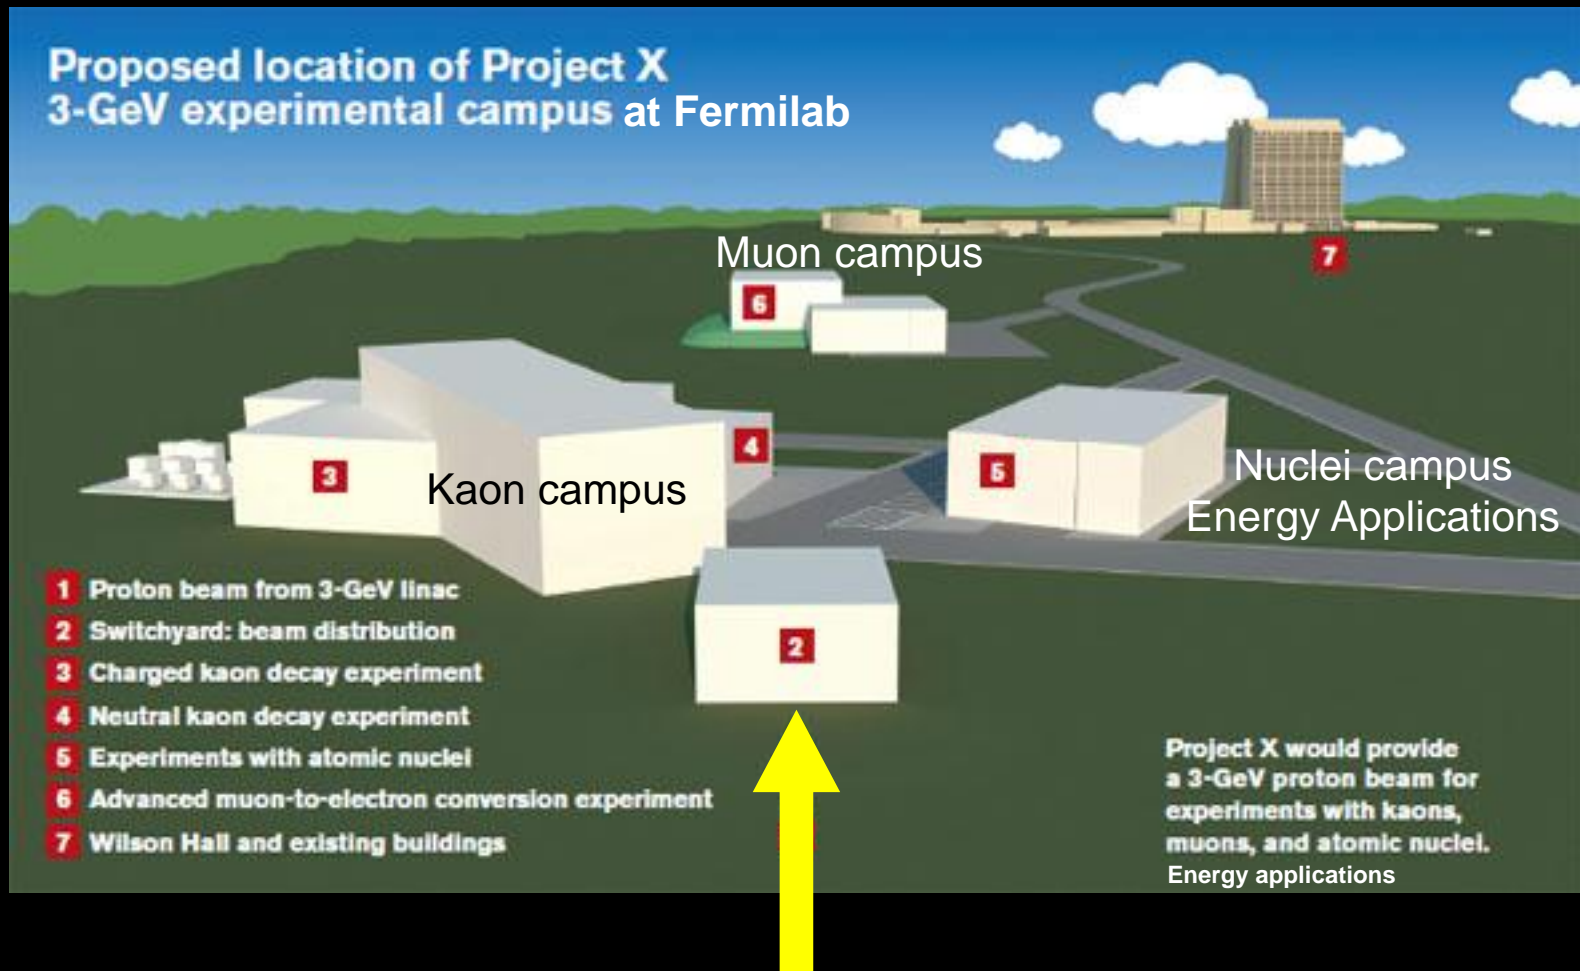 Proposed location of Project X
3-GeV experimental campus at Fermilab
7
Muon campus
6
4
3
Kaon campus
5
Nuclei campus
Energy Applications
2
1 Proton beam from 3-GeV linac
2 Switchyard: beam distribution
3 Charged kaon decay experiment
4 Neutral kaon decay experiment
5 Experiments with atomic nuclei
6 Advanced muon-to-electron conversion experiment
7 Wilson Hall and existing buildings
Project X would provide
a 3-GeV proton beam for
experiments with kaons,
muons, and atomic nuclei.
Energy applications